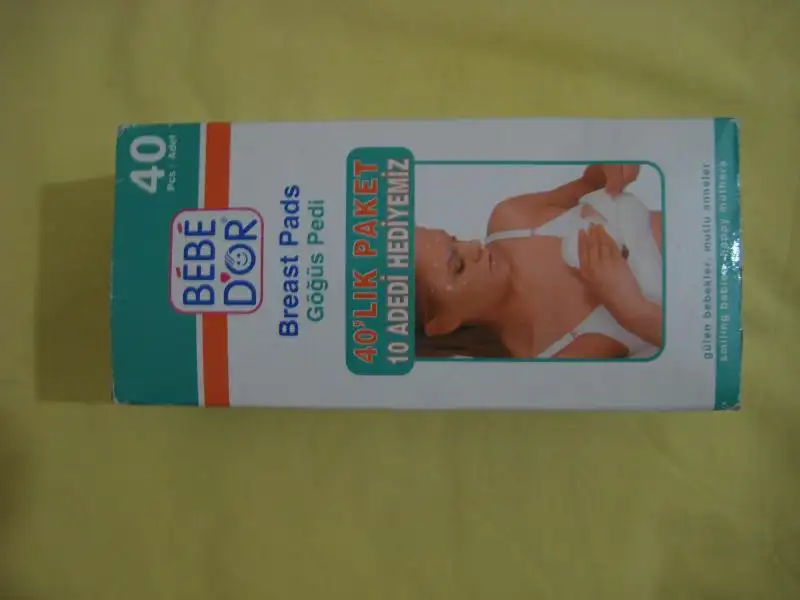 40
Pcs / Adet
BÉBÉ
D'OR®
Breast Pads
Göğüs Pedi
40'LIK PAKET
10 ADEDİ HEDİYEMİZ
gülen bebekler, mutlu anneler
smiling babies, happy mothers